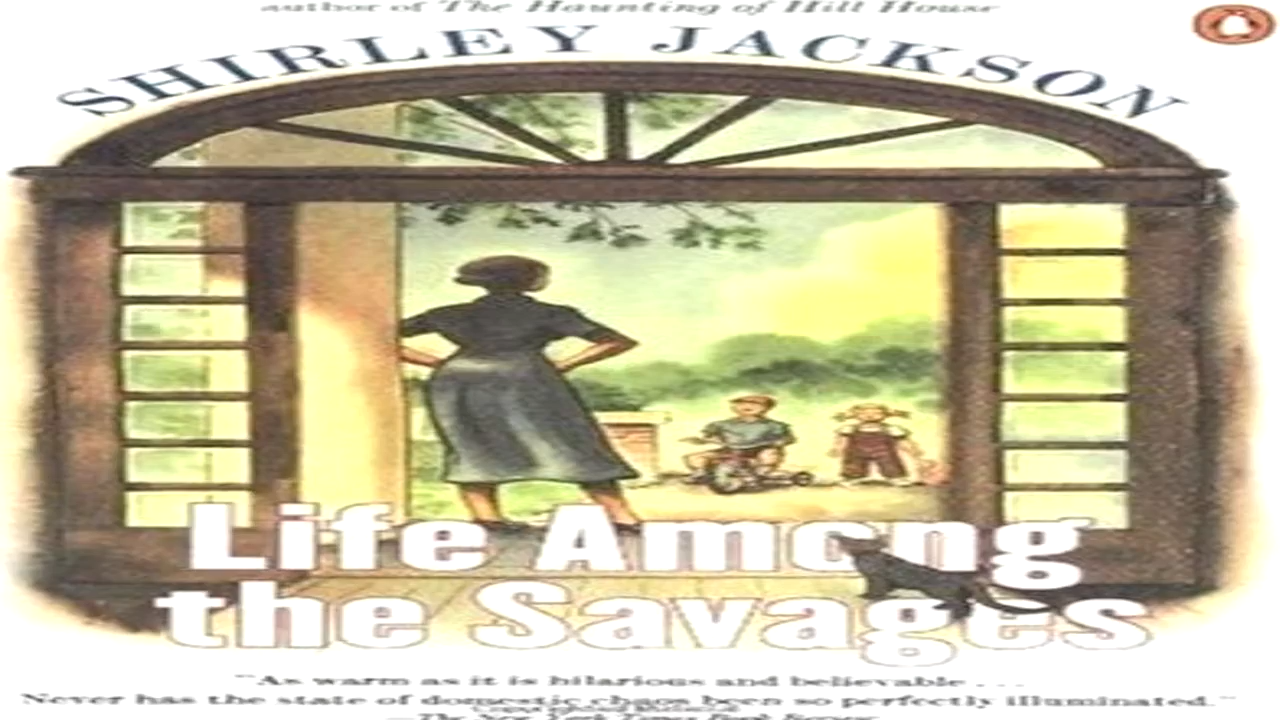 author of The Haunting of Hill House
SHIRLEY JACKSON
Life Among
the Savages
"As warm as it is hilarious and believable . . .
Never has the state of domestic chaos been so perfectly illuminated."
—The New York Times Book Review